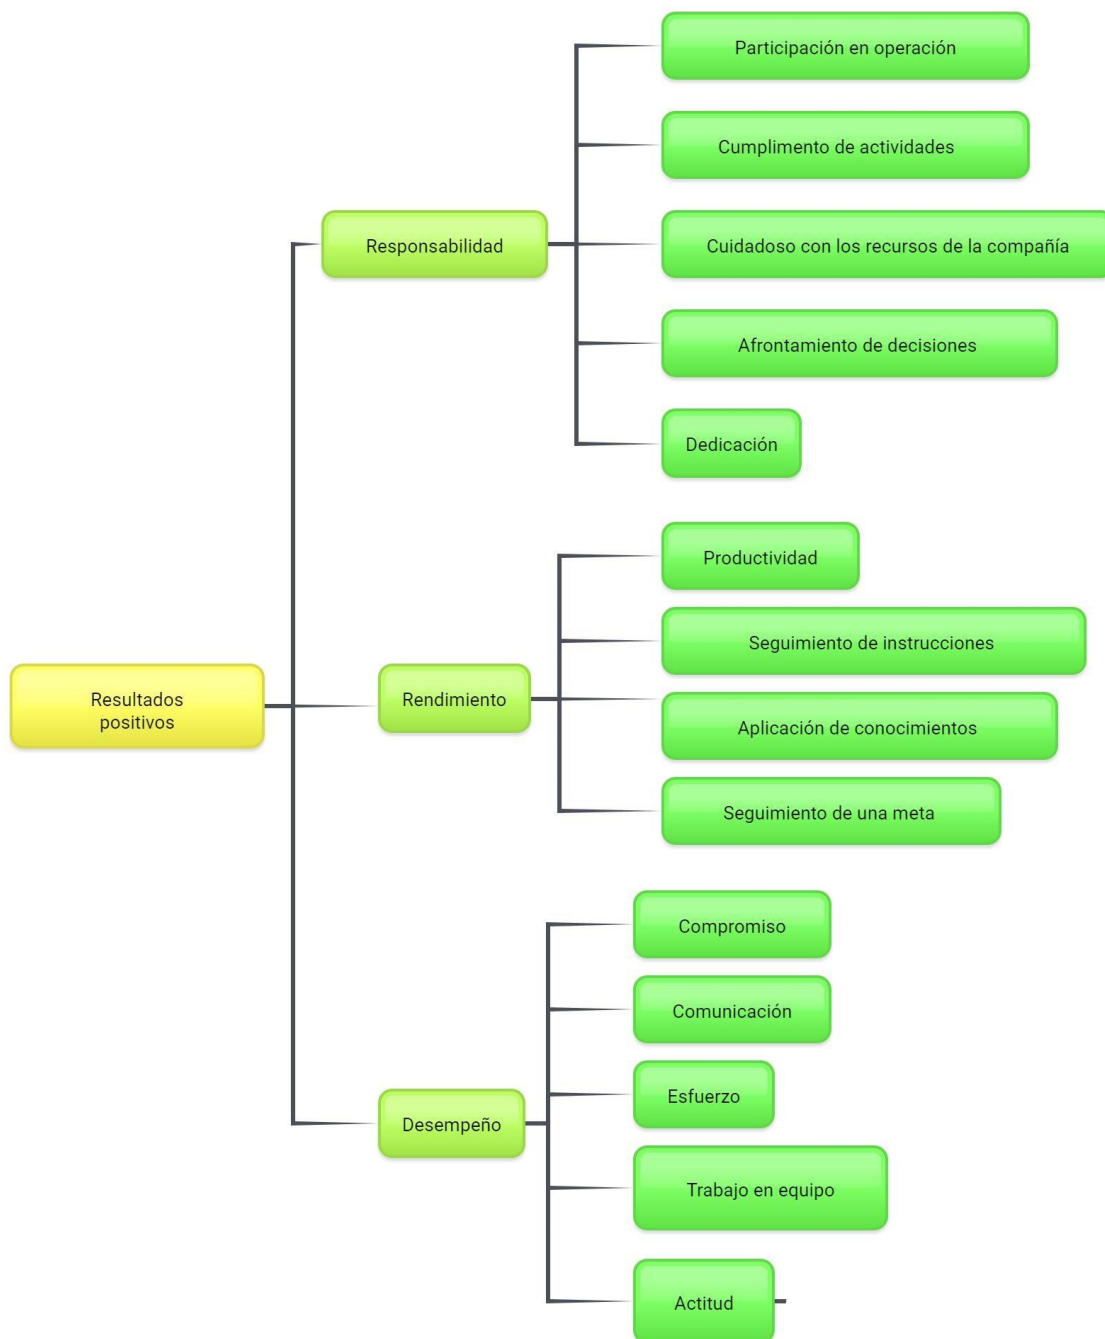 Participación en operación
Cumplimento de actividades
Responsabilidad
Cuidadoso con los recursos de la compañía
Afrontamiento de decisiones
Dedicación
Productividad
Seguimiento de instrucciones
Resultados
positivos
Rendimiento
Aplicación de conocimientos
Seguimiento de una meta
Compromiso
Comunicación
Esfuerzo
Desempeño
Trabajo en equipo
Actitud